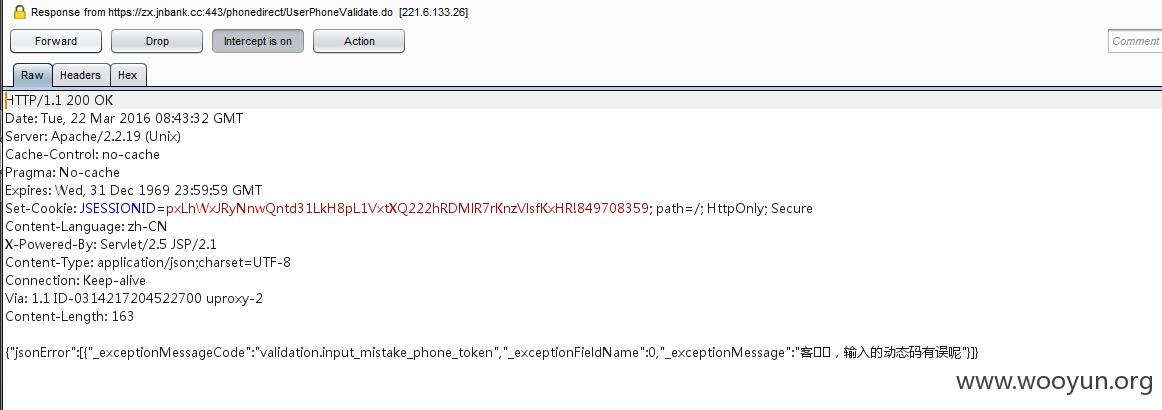 Response from https://zx.jnbank.cc:443/phonedirect/UserPhoneValidate.do [221.6.133.26]
Forward Drop Intercept is on Action Comment
Raw Headers Hex
HTTP/1.1 200 OK
Date: Tue, 22 Mar 2016 08:43:32 GMT
Server: Apache/2.2.19 (Unix)
Cache-Control: no-cache
Pragma: No-cache
Expires: Wed, 31 Dec 1969 23:59:59 GMT
Set-Cookie: JSESSIONID=pxLhWxJRyNnwQntd31LkH8pL1VxtXQ222hRDMlR7rKnzVlsfKxHR!849708359; path=/; HttpOnly; Secure
Content-Language: zh-CN
X-Powered-By: Servlet/2.5 JSP/2.1
Content-Type: application/json;charset=UTF-8
Connection: Keep-alive
Via: 1.1 ID-0314217204522700 uproxy-2
Content-Length: 163
{"jsonError":[{"_exceptionMessageCode":"validation.input_mistake_phone_token","_exceptionFieldName":0,"_exceptionMessage":"客□□，输入的动态码有误呢"}]}
www.wooyun.org